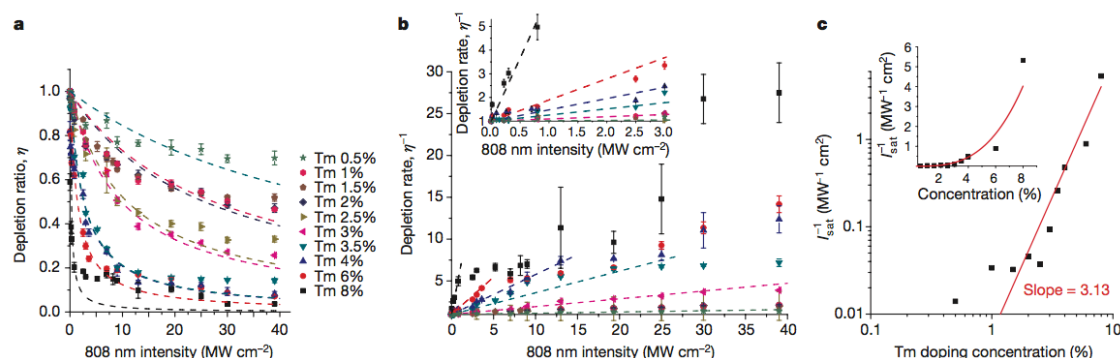 a
Depletion ratio, η
1.0
0.8
0.6
0.4
0.2
0.0
0 10 20 30 40
808 nm intensity (MW cm⁻²)
Tm 0.5%
Tm 1%
Tm 1.5%
Tm 2%
Tm 2.5%
Tm 3%
Tm 3.5%
Tm 4%
Tm 6%
Tm 8%
b
Depletion rate, η⁻¹
30
25
20
15
10
5
0 5 10 15 20 25 30 35 40
808 nm intensity (MW cm⁻²)
Depletion rate, η⁻¹
5
4
3
2
1
0.0 0.5 1.0 1.5 2.0 2.5 3.0
808 nm intensity (MW cm⁻²)
c
I⁻¹sat (MW⁻¹ cm²)
1
0.1
0.01
0.1 1 10
Tm doping concentration (%)
Slope = 3.13
I⁻¹sat (MW⁻¹ cm²)
6
5
4
3
2
1
0
2 4 6 8
Concentration (%)